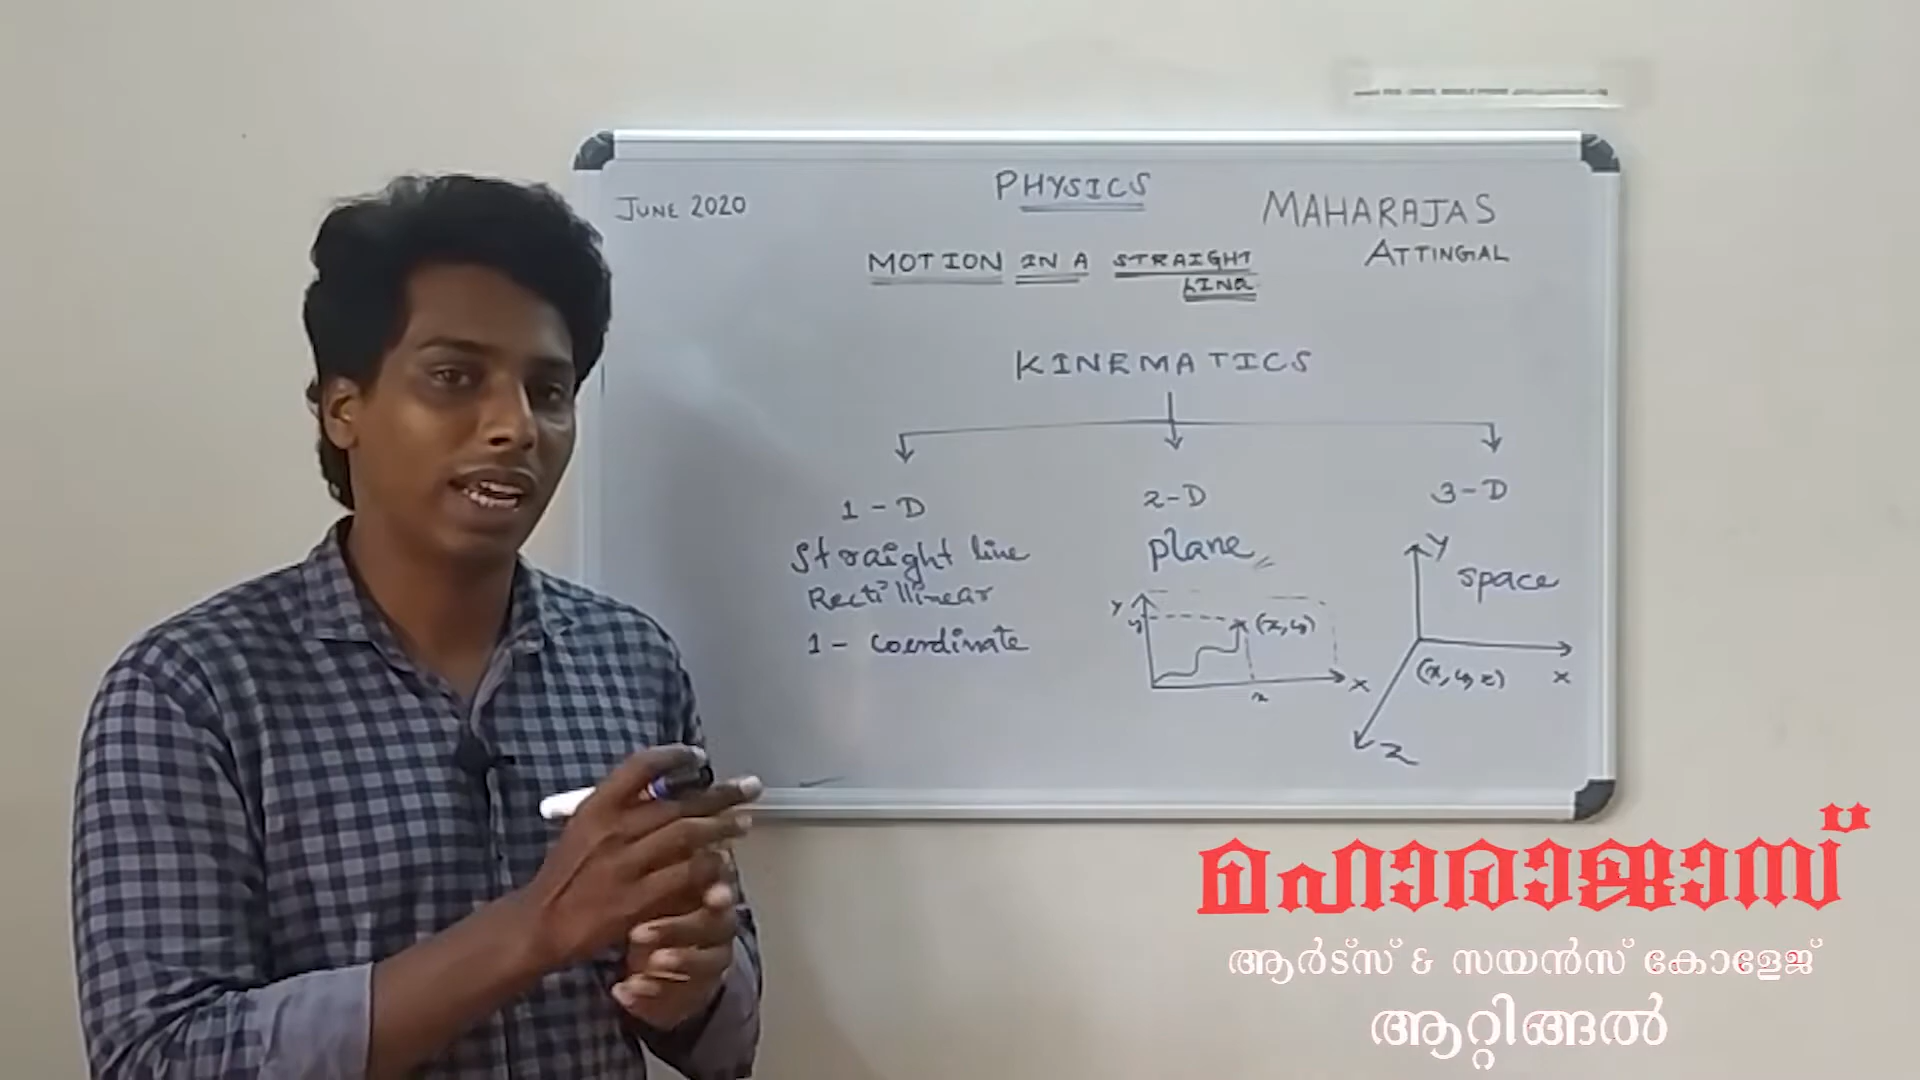 JUNE 2020
PHYSICS
MAHARAJAS
ATTINGAL
MOTION IN A STRAIGHT
LINE
KINEMATICS
1-D
2-D
3-D
Straight line
Rectillinear
1- coordinate
plane
Y
y
(x,y)
x
X
Y
space
(x,y,z)
X
Z
മഹാരാജാസ്
ആർട്സ് & സയൻസ് കോളേജ്
ആറ്റിങ്ങൽ